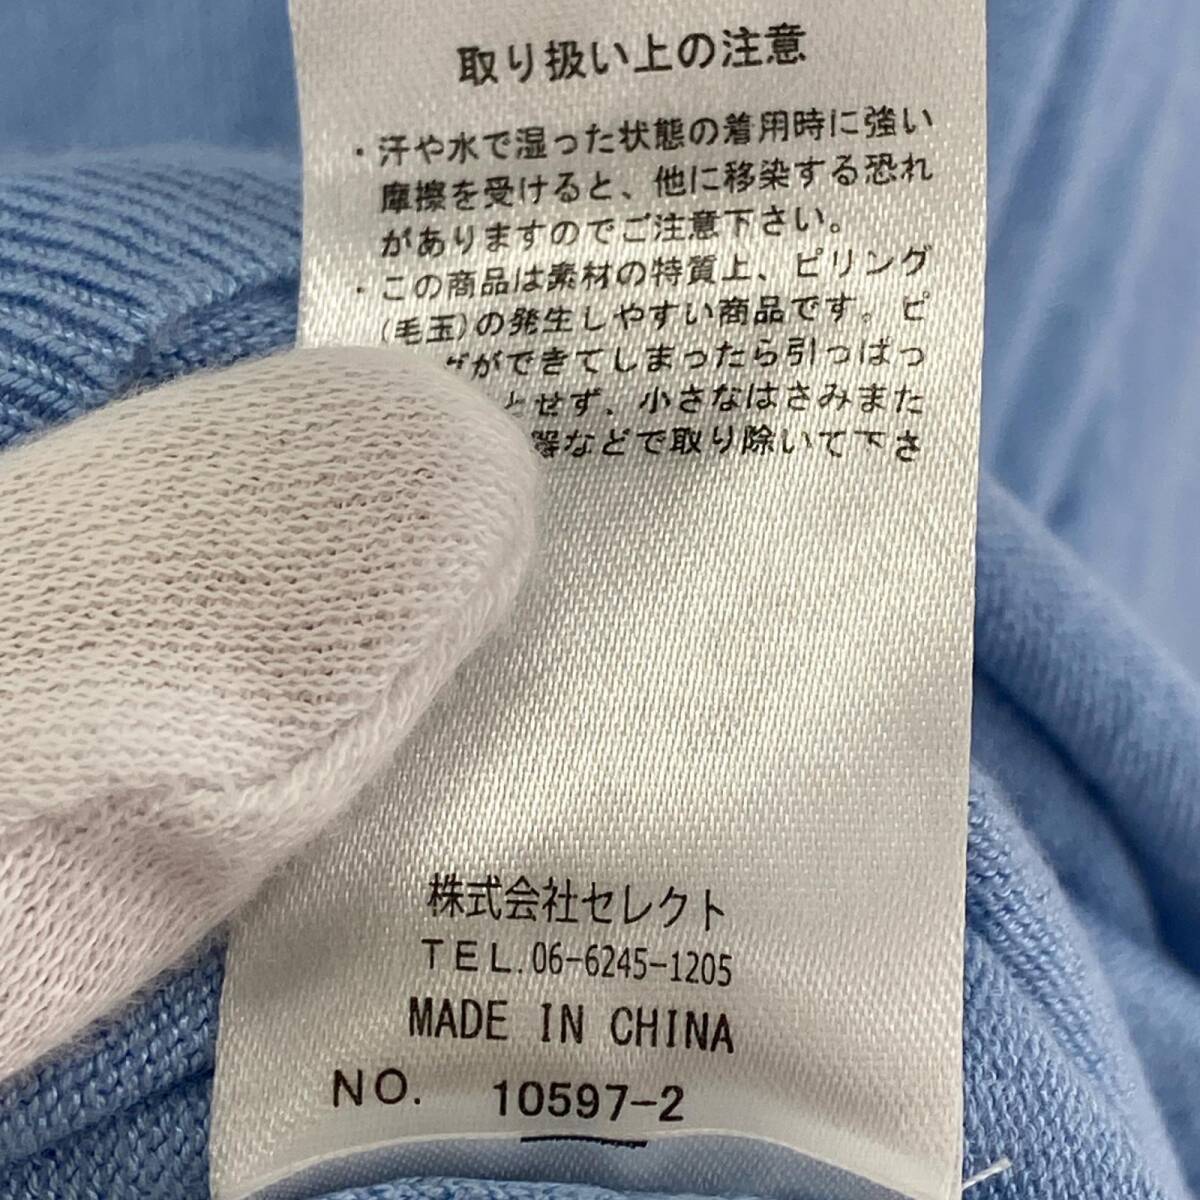 取り扱い上の注意
・汗や水で湿った状態の着用時に強い
摩擦を受けると、他に移染する恐れ
がありますのでご注意下さい。
・この商品は素材の特質上、ピリング
(毛玉)の発生しやすい商品です。ピ
グができてしまったら引っぱっ
とせず、小さなはさみまた
器などで取り除いて下さ
株式会社セレクト
TEL.06-6245-1205
MADE IN CHINA
NO. 10597-2